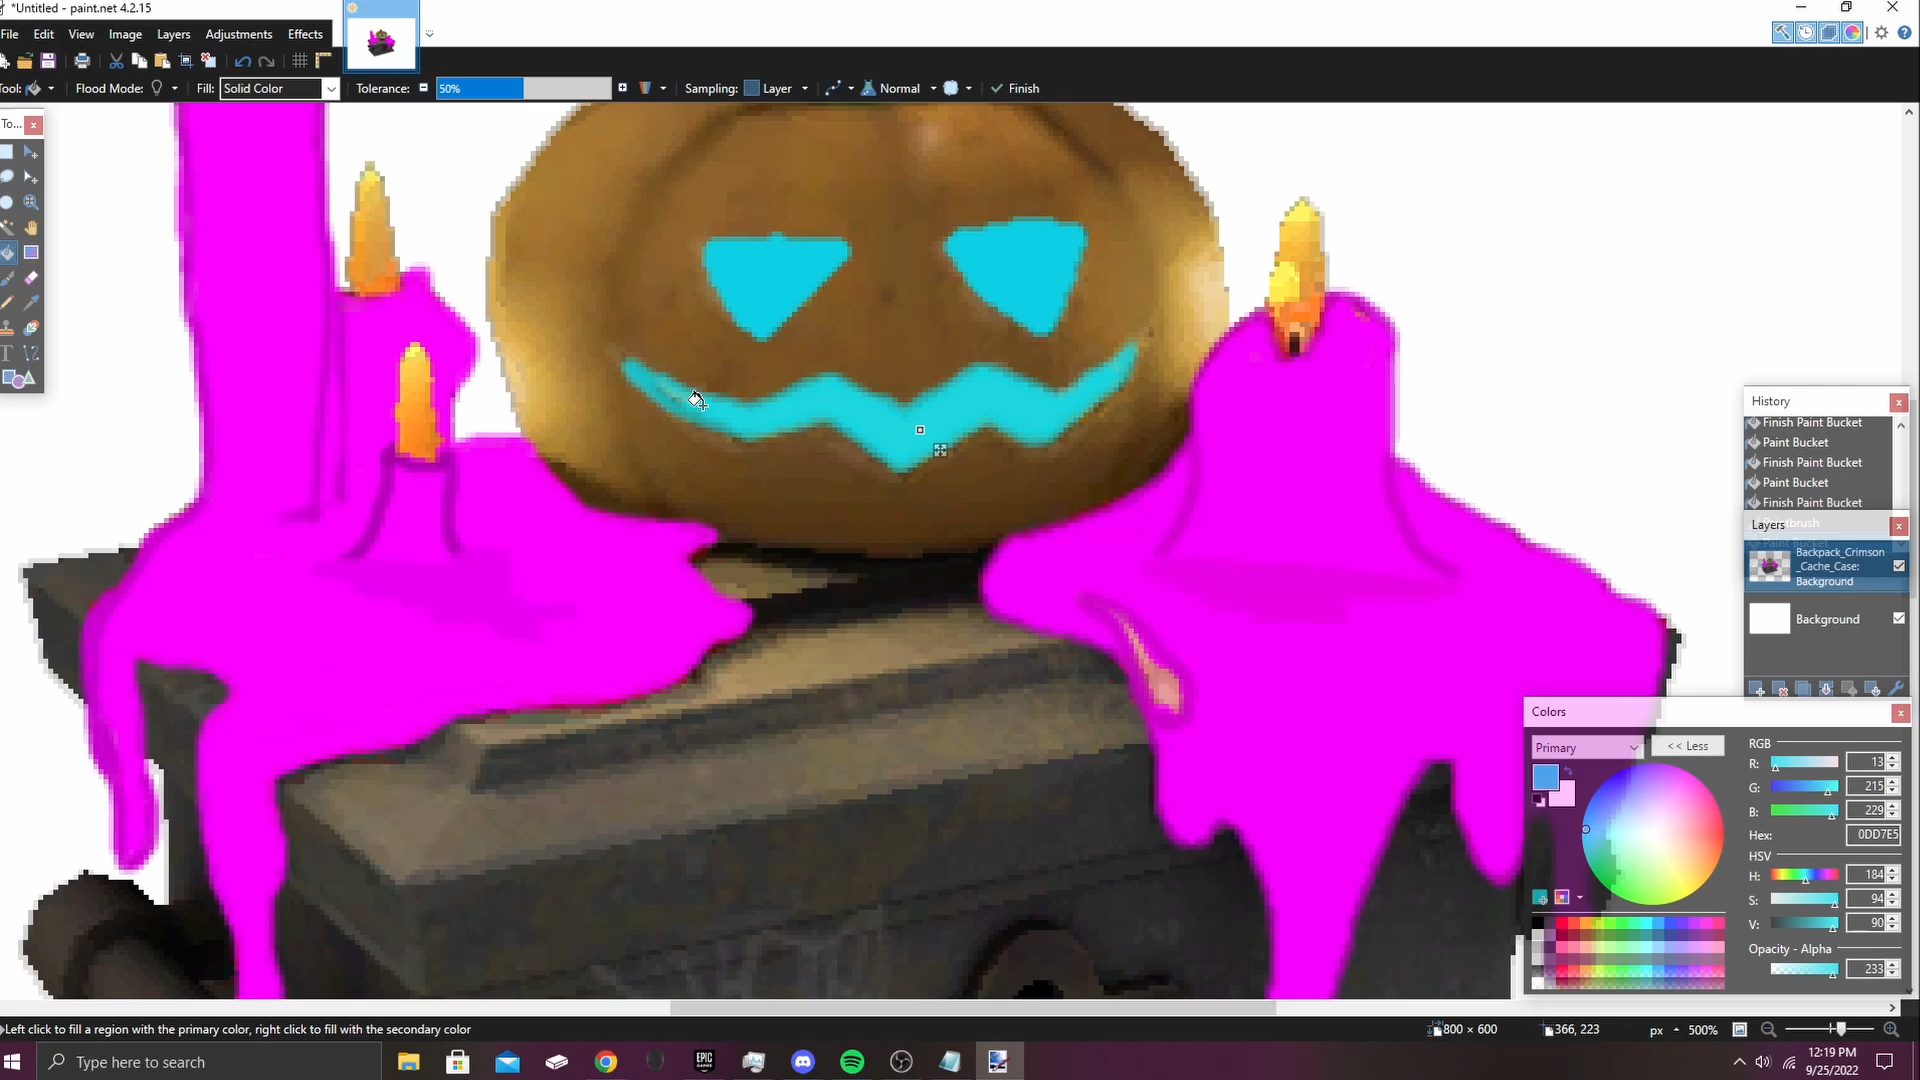 *Untitled - paint.net 4.2.15
File Edit View Image Layers Adjustments Effects
Tool: Flood Mode: Fill: Solid Color Tolerance: 50% Sampling: Layer Normal Finish
To...
History
Finish Paint Bucket
Paint Bucket
Finish Paint Bucket
Paint Bucket
Finish Paint Bucket
Layers
Backpack_Crimson
_Cache_Case:
Background
Background
Colors
Primary << Less
RGB
R: 13
G: 215
B: 229
Hex: 0DD7E5
HSV
H: 184
S: 94
V: 90
Opacity - Alpha
233
Left click to fill a region with the primary color, right click to fill with the secondary color 800 × 600 366, 223 px 500%
Type here to search
EPIC
GAMES
12:19 PM
9/25/2022